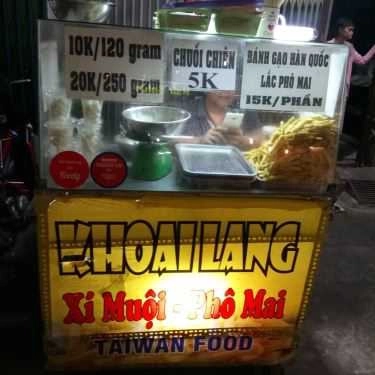 10K/120 gram
20K/250 gram
CHUỐI CHIÊN
5K
BÁNH GẠO HÀN QUỐC
LẮC PHÔ MAI
15K/PHẦN
KHOAI LANG
Xí Muội - Phô Mai
TAIWAN FOOD